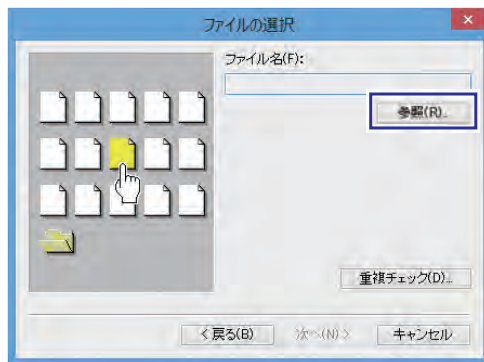 ファイルの選択
ファイル名(F):
参照(R)..
重複チェック(D)...
< 戻る(B)
次へ(N) >
キャンセル